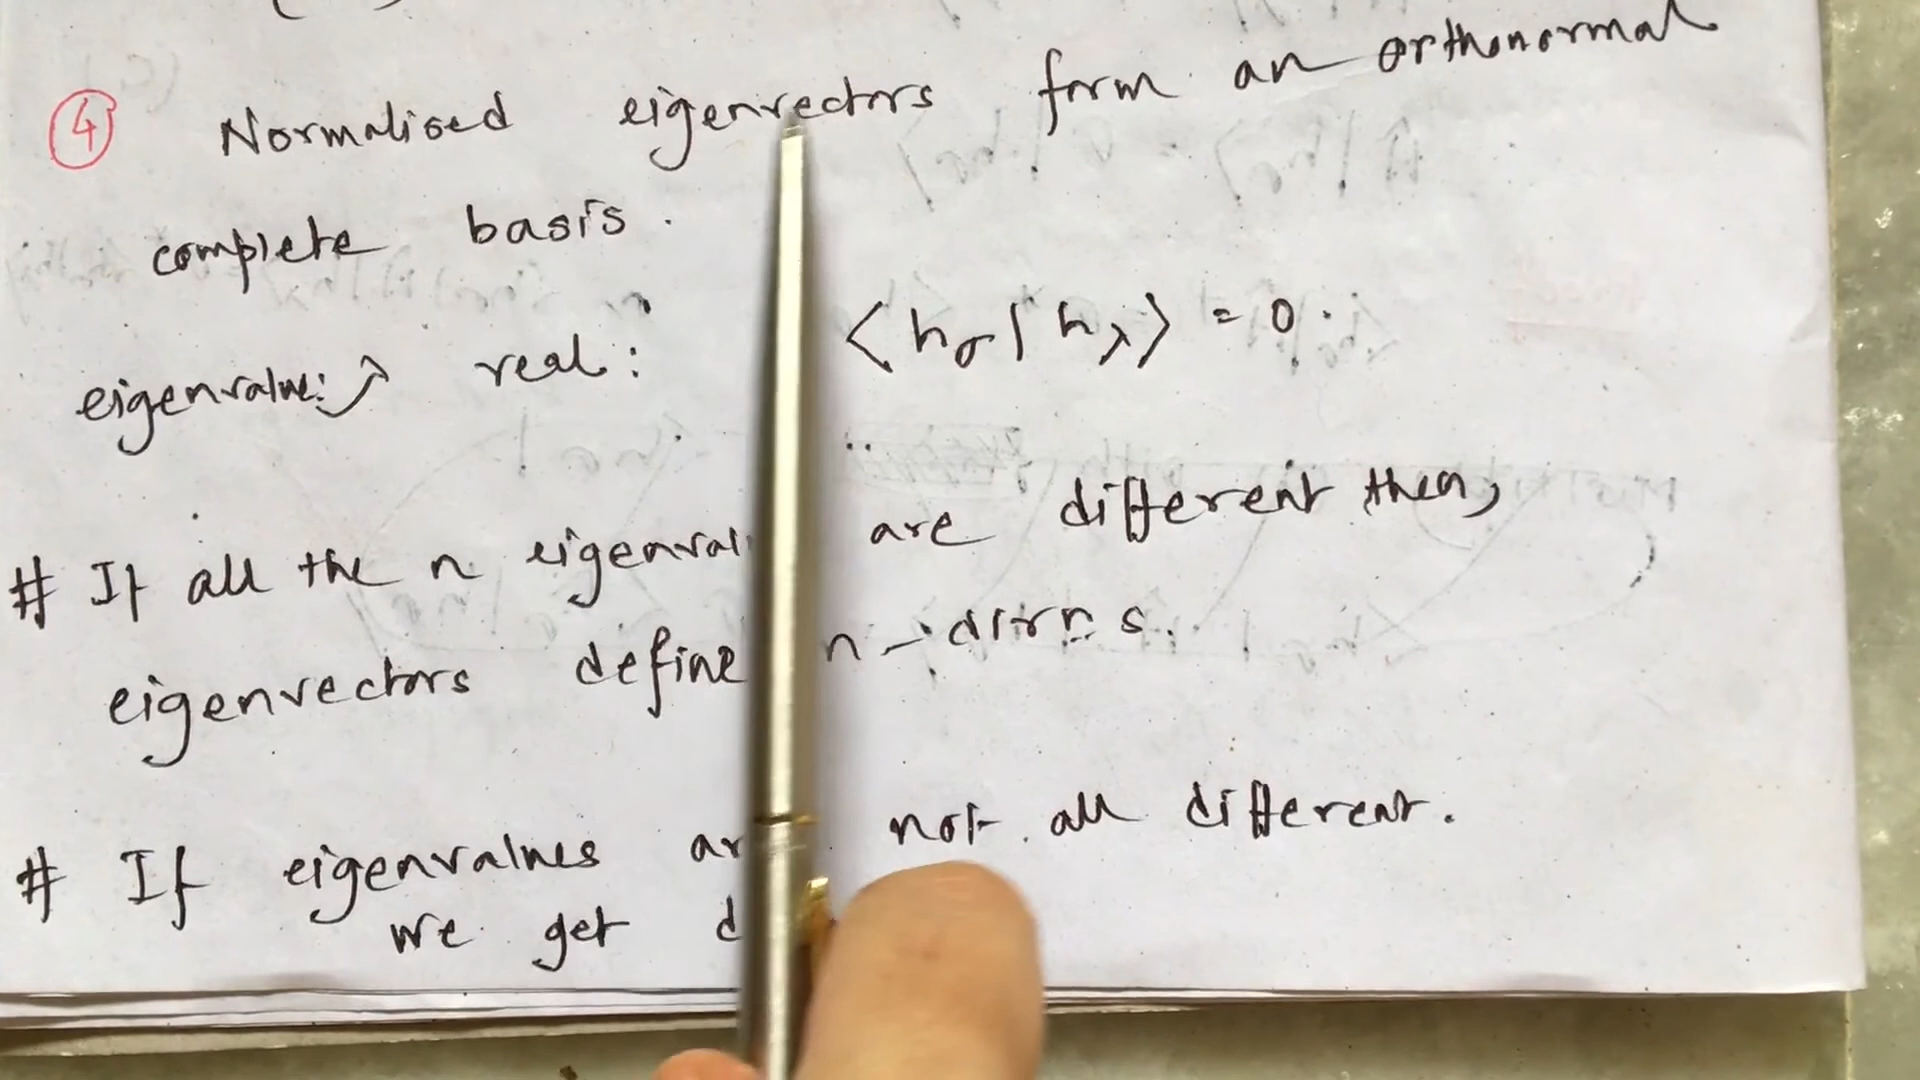 ④ Normalised eigenvectors form an orthonormal
complete basis.
eigenvalue: real: ⟨hσ|hλ⟩ = 0.
# If all the n are different then,
eigenvectors define n-dirns.
# If eigenvalues not all different.
we get